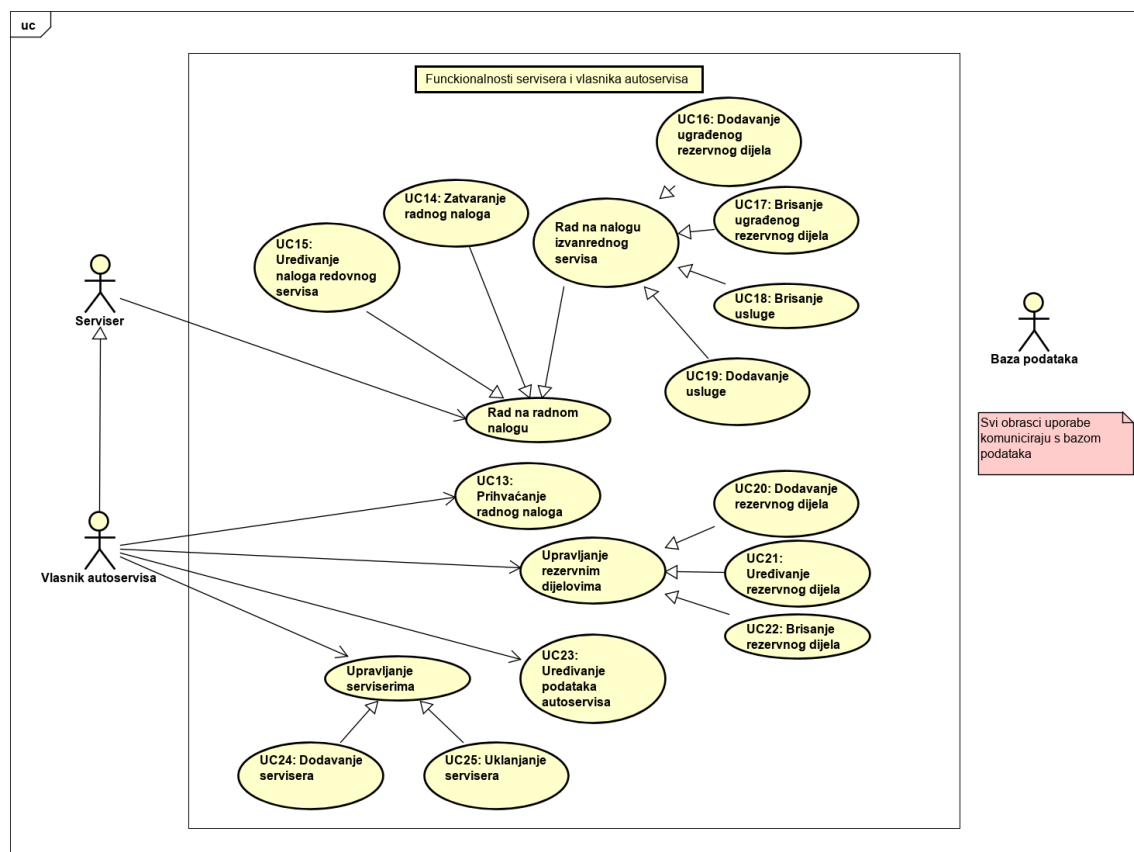 uc
Funckionalnosti servisera i vlasnika autoservisa
UC16: Dodavanje
ugrađenog
rezervnog dijela
UC14: Zatvaranje
radnog naloga
UC17: Brisanje
ugrađenog
rezervnog dijela
UC15:
Uređivanje
naloga redovnog
servisa
Rad na nalogu
izvanrednog
servisa
UC18: Brisanje
usluge
Serviser
Baza podataka
UC19: Dodavanje
usluge
Rad na radnom
nalogu
Svi obrasci uporabe
komuniciraju s bazom
podataka
UC13:
Prihvaćanje
radnog naloga
UC20: Dodavanje
rezervnog dijela
Vlasnik autoservisa
Upravljanje
rezervnim
dijelovima
UC21:
Uređivanje
rezervnog dijela
UC22: Brisanje
rezervnog dijela
UC23:
Uređivanje
podataka
autoservisa
Upravljanje
serviserima
UC24: Dodavanje
servisera
UC25: Uklanjanje
servisera